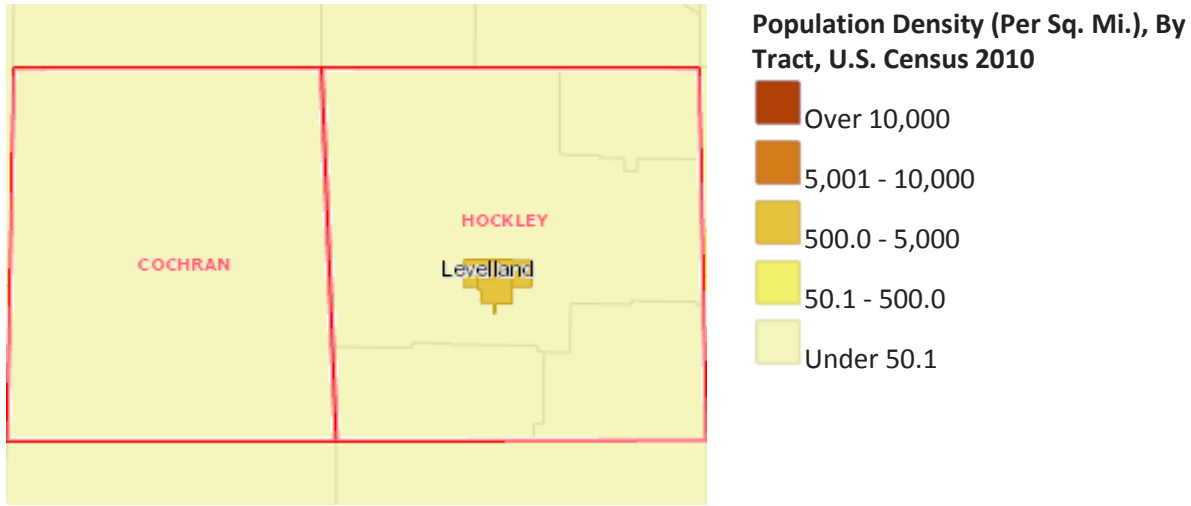 Population Density (Per Sq. Mi.), By
Tract, U.S. Census 2010
Over 10,000
5,001 - 10,000
500.0 - 5,000
50.1 - 500.0
Under 50.1
HOCKLEY
COCHRAN
Levelland